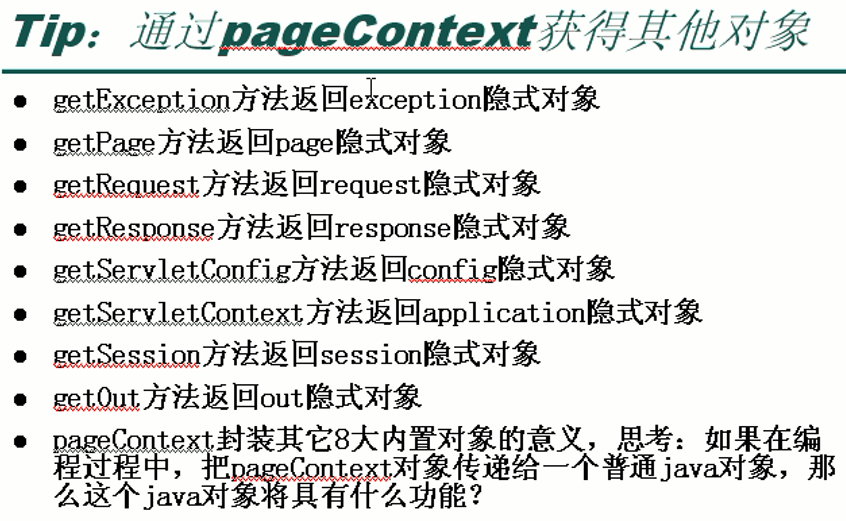 Tip：通过pageContext获得其他对象
● getException方法返回exception隐式对象
● getPage方法返回page隐式对象
● getRequest方法返回request隐式对象
● getResponse方法返回response隐式对象
● getServletConfig方法返回config隐式对象
● getServletContext方法返回application隐式对象
● getSession方法返回session隐式对象
● getOut方法返回out隐式对象
● pageContext封装其它8大内置对象的意义，思考：如果在编
程过程中，把pageContext对象传递给一个普通java对象，那
么这个java对象将具有什么功能？